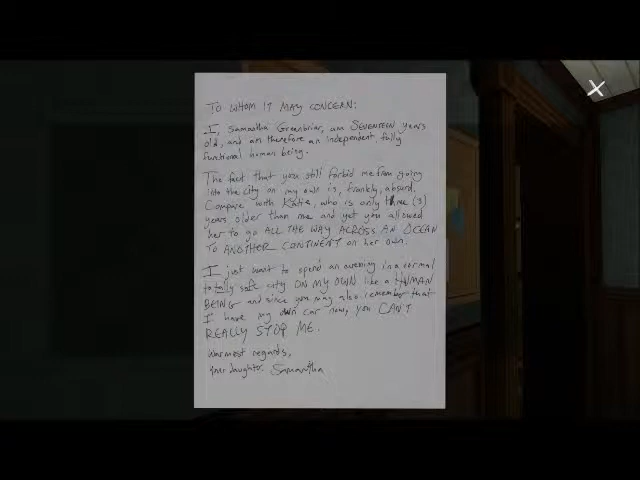 TO WHOM IT MAY CONCERN:
I, Samantha Greenbriar, am SEVENTEEN years
old, and am therefore an independent, fully
functional human being.
The fact that you still forbid me from going
into the city on my own is, frankly, absurd.
Compare with Katie, who is only three (3)
years older than me and yet you allowed
her to go ALL THE WAY ACROSS AN OCEAN
TO ANOTHER CONTINENT on her own.
I just want to spend an evening in a normal
totally safe city ON MY OWN like a HUMAN
BEING and since you may also remember that
I have my own car now, you CAN'T
REALLY STOP ME.
Warmest regards,
Your daughter, Samantha